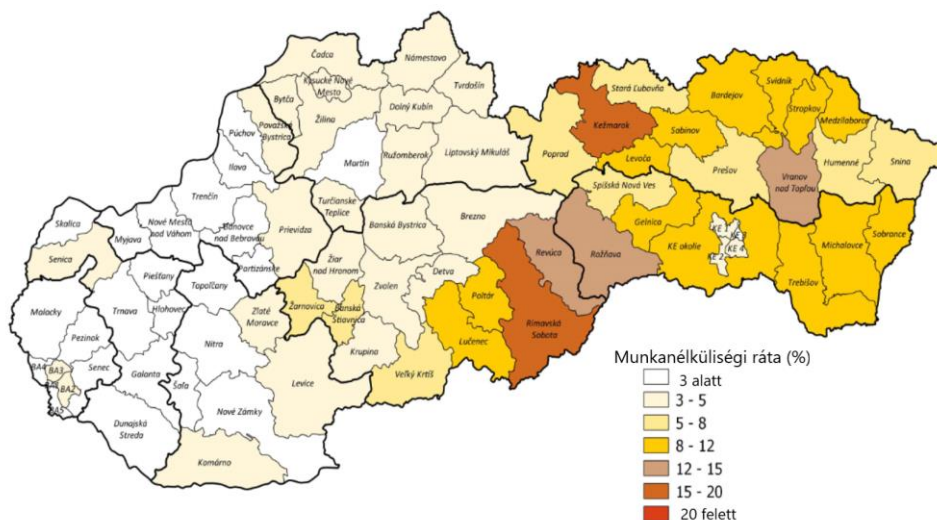 Čadca
Námestovo
Kysucké Nové
Mesto
Tvrdošín
Bytča
Dolný Kubín
Považská
Bystrica
Žilina
Púchov
Ilava
Martin
Ružomberok
Liptovský Mikuláš
Poprad
Kežmarok
Stará Ľubovňa
Bardejov
Svidník
Stropkov
Medzilaborce
Sabinov
Levoča
Prešov
Vranov
nad Topľou
Humenné
Snina
Trenčín
Turčianske
Teplice
Skalica
Senica
Myjava
Nové Mesto
nad Váhom
Bánovce
nad Bebravou
Prievidza
Banská Bystrica
Brezno
Spišská Nová Ves
Gelnica
Revúca
Rožňava
KE okolie
KE 1
KE 3
KE 4
KE 2
Michalovce
Sobrance
Trebišov
Partizánske
Žiar
nad Hronom
Detva
Zvolen
Piešťany
Topoľčany
Žarnovica
Banská
Štiavnica
Poltár
Rimavská
Sobota
Malacky
Trnava
Hlohovec
Zlaté
Moravce
Pezinok
Nitra
Krupina
Lučenec
BA4
BA3
BA2
BA5
Senec
Galanta
Šaľa
Levice
Veľký Krtíš
Nové Zámky
Dunajská
Streda
Komárno
Munkanélküliségi ráta (%)
3 alatt
3 - 5
5 - 8
8 - 12
12 - 15
15 - 20
20 felett